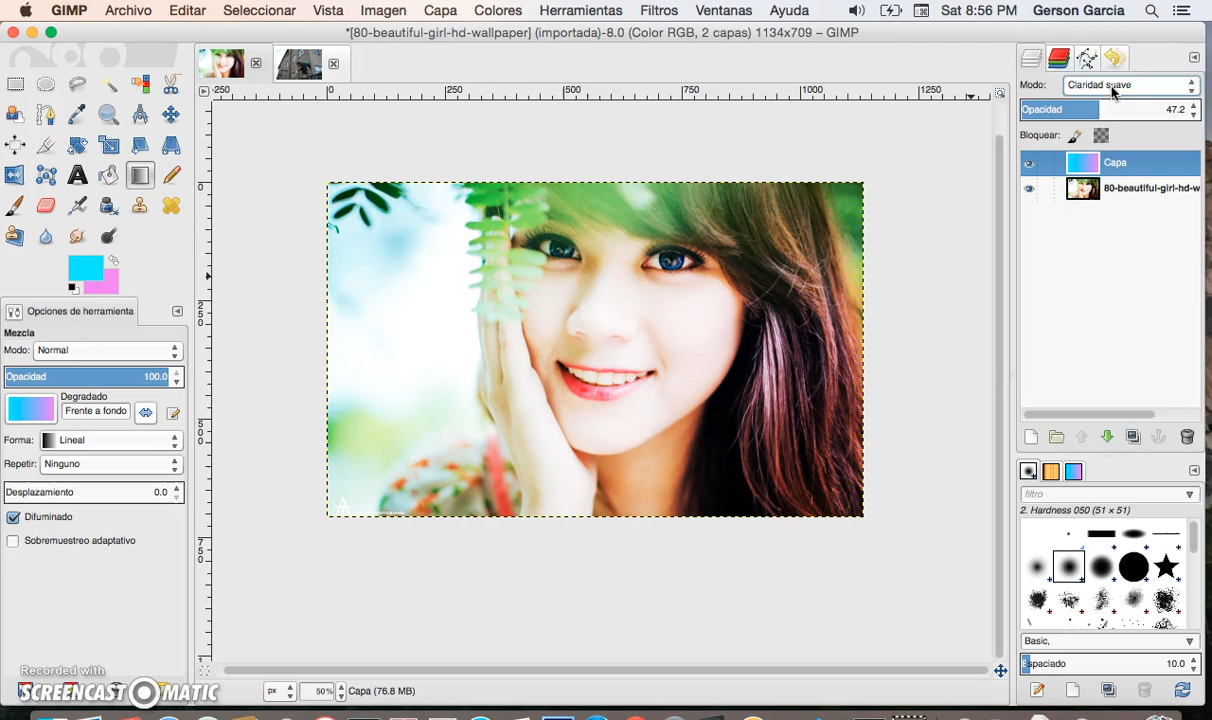 GIMP Archivo Editar Seleccionar Vista Imagen Capa Colores Herramientas Filtros Ventanas Ayuda Sat 8:56 PM Gerson Garcia
*[80-beautiful-girl-hd-wallpaper] (importada)-8.0 (Color RGB, 2 capas) 1134x709 – GIMP
-250 0 250 500 750 1000 1250
Modo: Claridad suave
Opacidad 47.2
Bloquear:
Capa
80-beautiful-girl-hd-w
0
250
500
750
Opciones de herramienta
Mezcla
Modo: Normal
Opacidad 100.0
Degradado
Frente a fondo
Forma: Lineal
Repetir: Ninguno
Desplazamiento 0.0
Difuminado
Sobremuestreo adaptativo
filtro
2. Hardness 050 (51 × 51)
Basic,
Espaciado 10.0
Recorded with
SCREENCAST MATIC
px 50% Capa (76.8 MB)